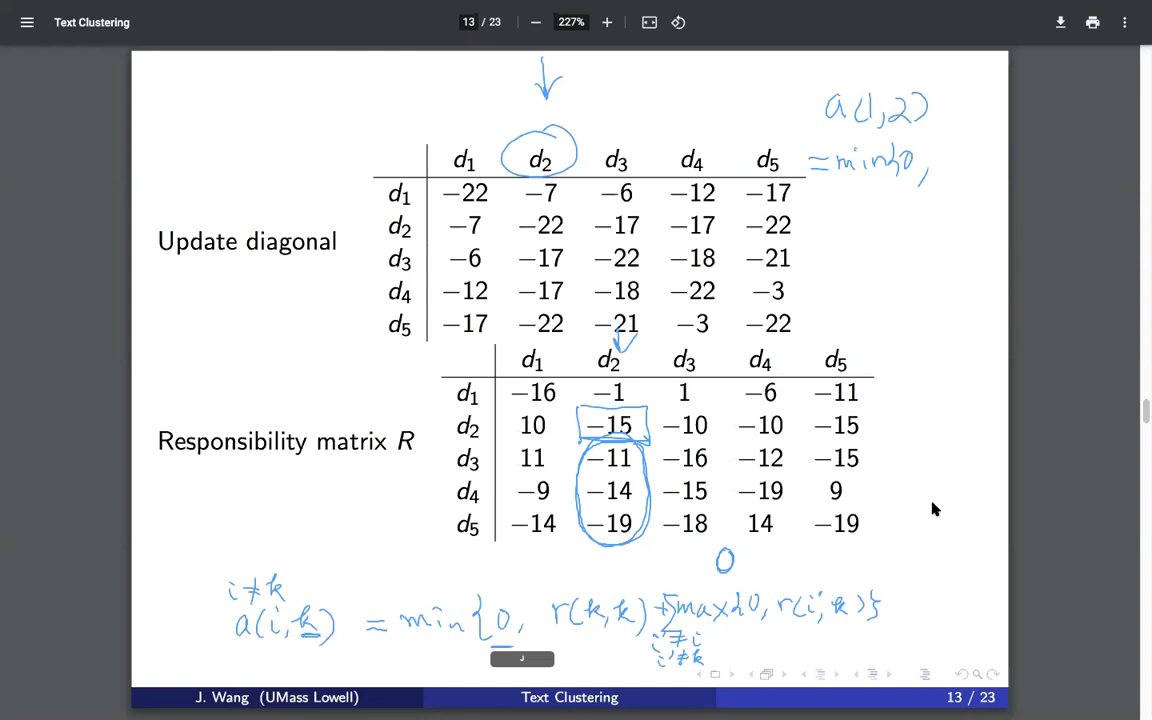 Text Clustering
13 / 23
227%
a(1,2)
= min{0,
d1 d2 d3 d4 d5
d1 −22 −7 −6 −12 −17
d2 −7 −22 −17 −17 −22
Update diagonal
d3 −6 −17 −22 −18 −21
d4 −12 −17 −18 −22 −3
d5 −17 −22 −21 −3 −22
d1 d2 d3 d4 d5
d1 −16 −1 1 −6 −11
d2 10 −15 −10 −10 −15
Responsibility matrix R
d3 11 −11 −16 −12 −15
d4 −9 −14 −15 −19 9
d5 −14 −19 −18 14 −19
0
i≠k
a(i,k) = min{0, r(k,k) + Σ max{0, r(i',k)}
i'≠i
i'≠k
J. Wang (UMass Lowell)
Text Clustering
13 / 23